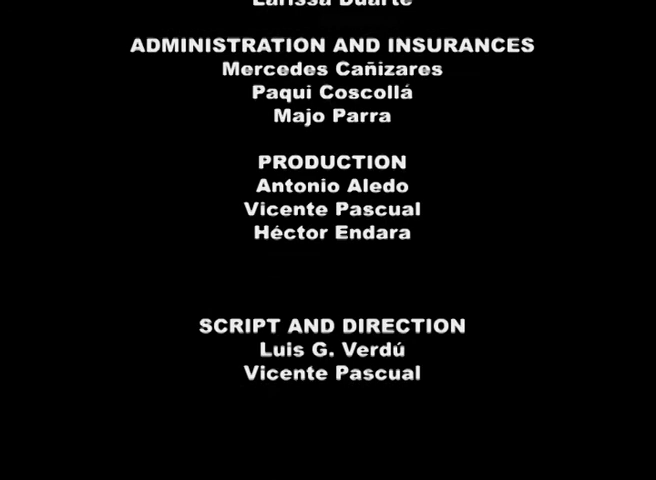 Larissa Duarte
ADMINISTRATION AND INSURANCES
Mercedes Cañizares
Paqui Coscollá
Majo Parra
PRODUCTION
Antonio Aledo
Vicente Pascual
Héctor Endara
SCRIPT AND DIRECTION
Luis G. Verdú
Vicente Pascual